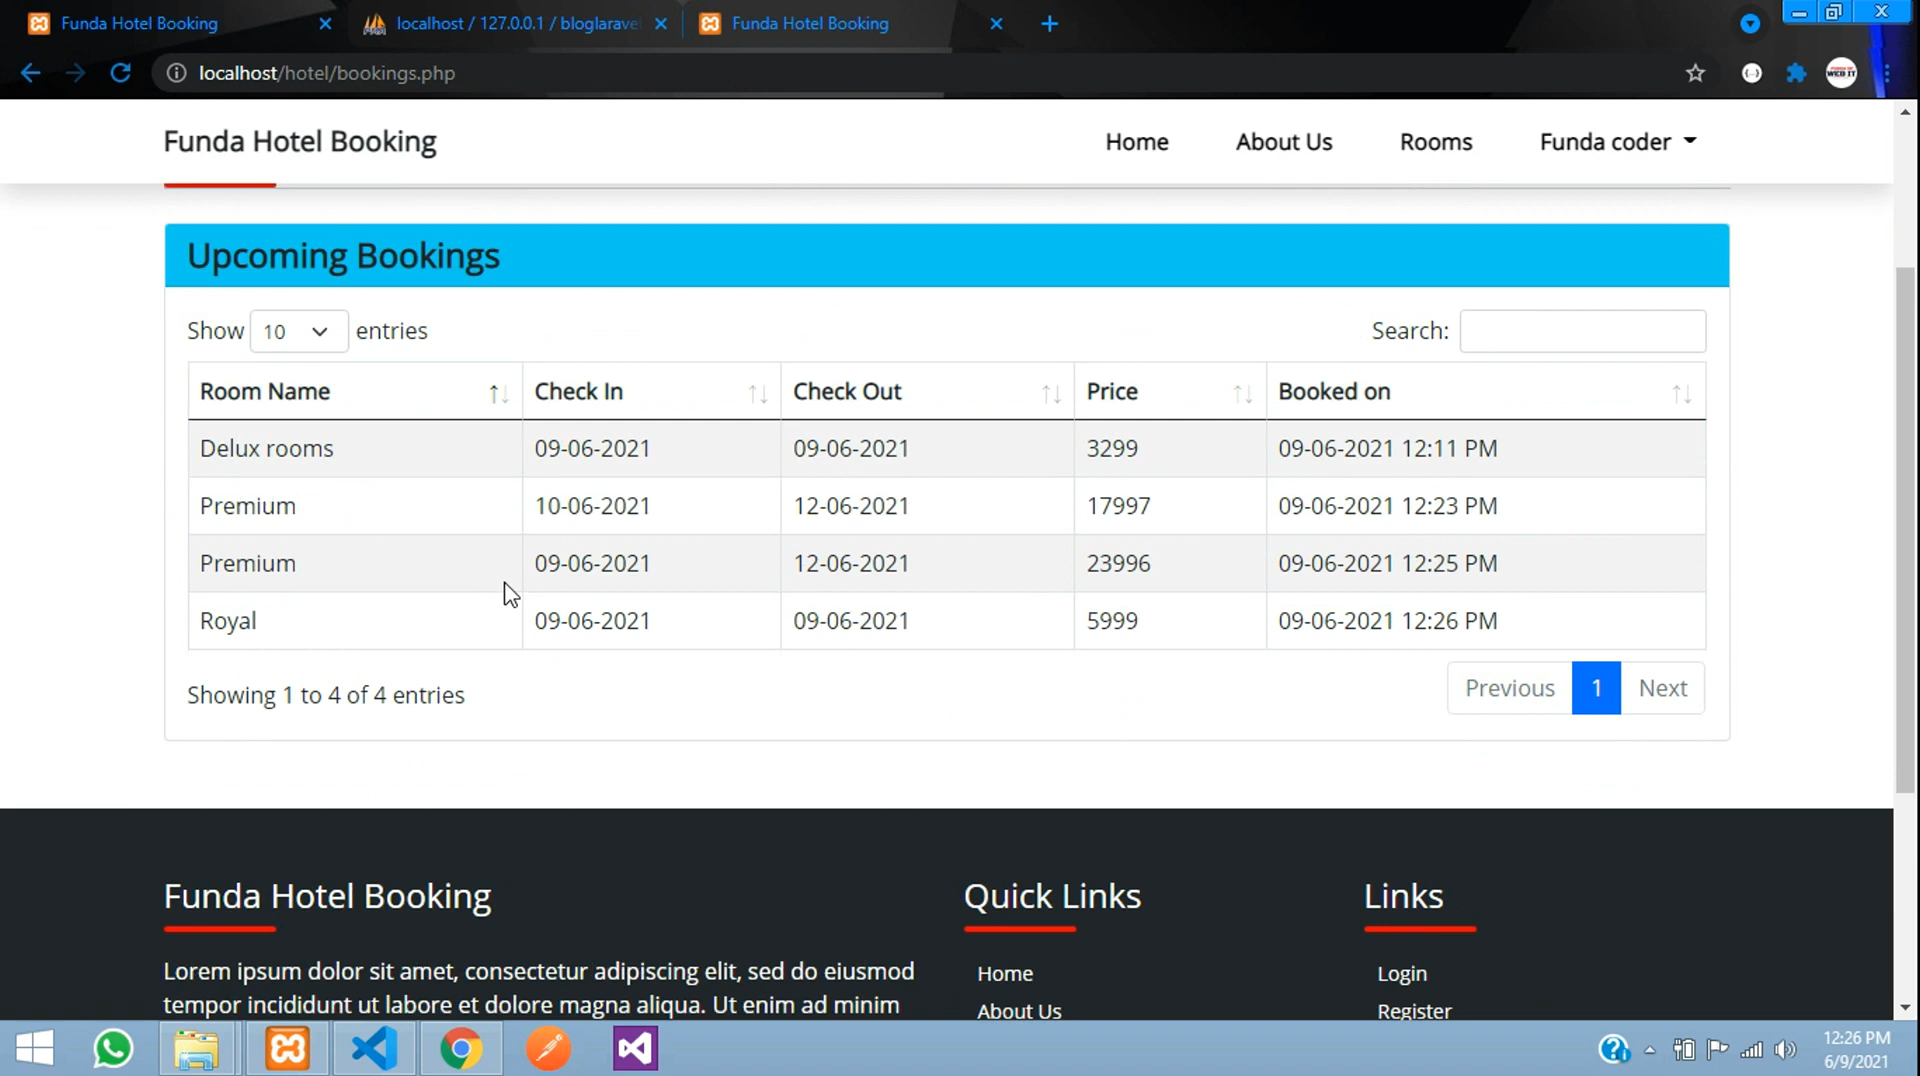 Funda Hotel Booking
localhost / 127.0.0.1 / bloglarave
Funda Hotel Booking
localhost/hotel/bookings.php
WEB IT
Funda Hotel Booking
Home
About Us
Rooms
Funda coder
Upcoming Bookings
Show 10 entries
Search:
Room Name Check In Check Out Price Booked on
Delux rooms 09-06-2021 09-06-2021 3299 09-06-2021 12:11 PM
Premium 10-06-2021 12-06-2021 17997 09-06-2021 12:23 PM
Premium 09-06-2021 12-06-2021 23996 09-06-2021 12:25 PM
Royal 09-06-2021 09-06-2021 5999 09-06-2021 12:26 PM
Showing 1 to 4 of 4 entries
Previous 1 Next
Funda Hotel Booking
Lorem ipsum dolor sit amet, consectetur adipiscing elit, sed do eiusmod
tempor incididunt ut labore et dolore magna aliqua. Ut enim ad minim
Quick Links
Home
About Us
Links
Login
Register
12:26 PM
6/9/2021